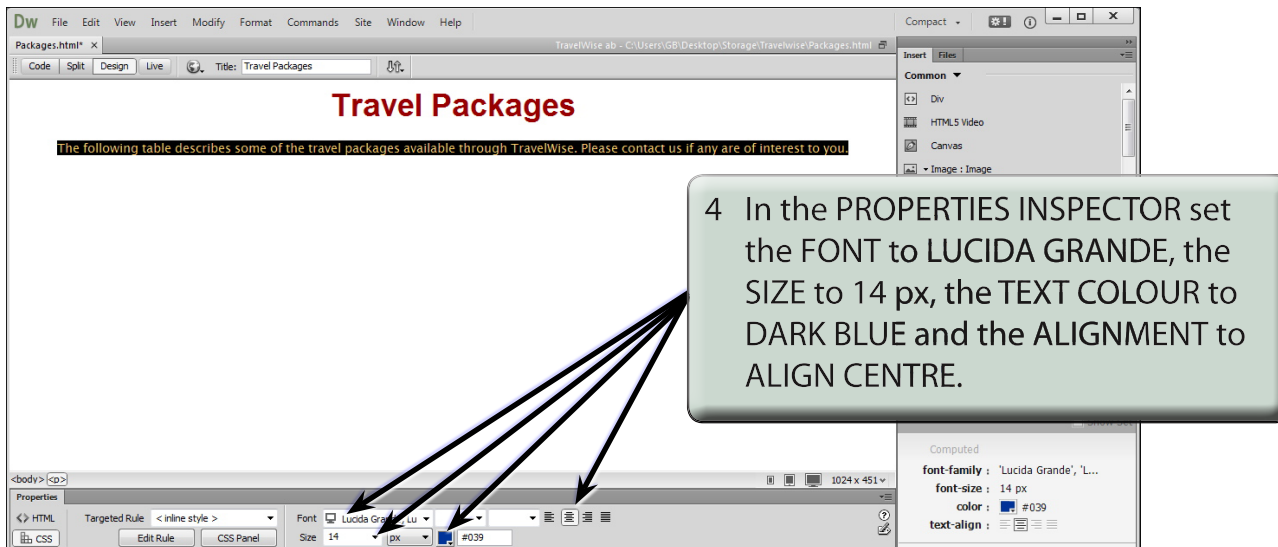 Dw File Edit View Insert Modify Format Commands Site Window Help Compact
Packages.html* × TravelWise ab - C:\Users\GB\Desktop\Storage\Travelwise\Packages.html
Code Split Design Live Title: Travel Packages
Insert Files
Common
Div
HTML5 Video
Canvas
Image : Image
Travel Packages
The following table describes some of the travel packages available through TravelWise. Please contact us if any are of interest to you.
4 In the PROPERTIES INSPECTOR set
the FONT to LUCIDA GRANDE, the
SIZE to 14 px, the TEXT COLOUR to
DARK BLUE and the ALIGNMENT to
ALIGN CENTRE.
Computed
font-family : 'Lucida Grande', 'L...
font-size : 14 px
color : #039
text-align :
<body> <p> 1024 x 451
Properties
<> HTML Targeted Rule < inline style > Font Lucida Grande, Lu
CSS Edit Rule CSS Panel Size 14 px #039